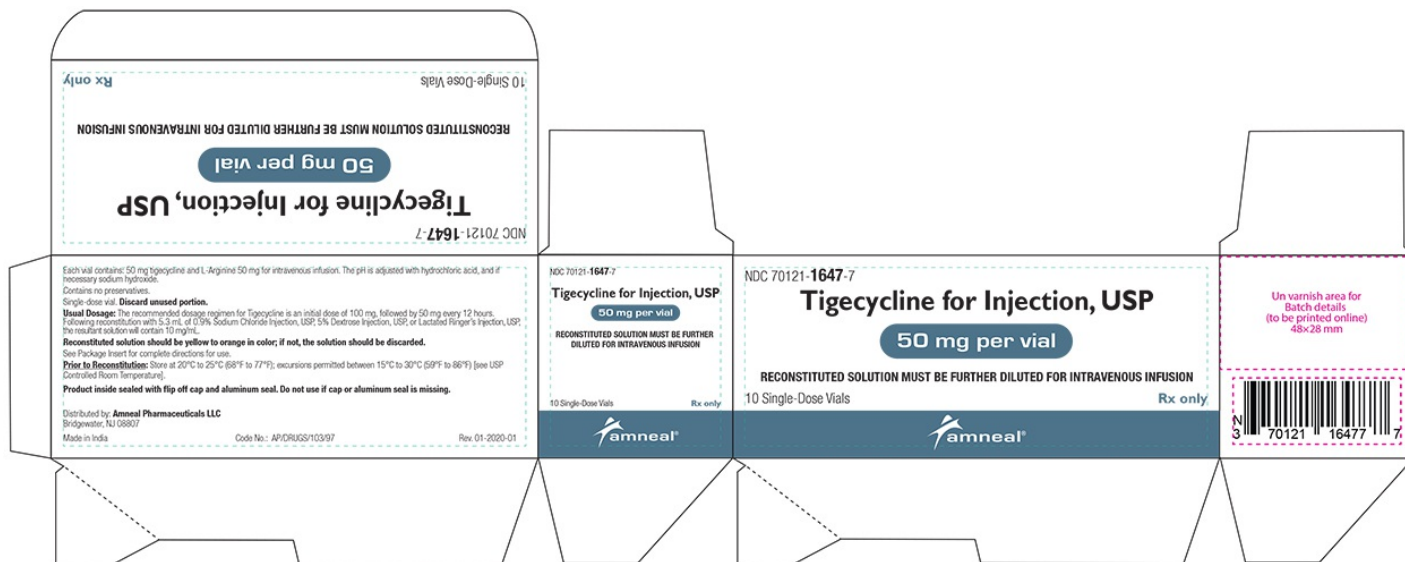 10 Single-Dose Vials
Rx only
RECONSTITUTED SOLUTION MUST BE FURTHER DILUTED FOR INTRAVENOUS INFUSION
50 mg per vial
Tigecycline for Injection, USP
NDC 70121-1647-7
Each vial contains: 50 mg tigecycline and L-Arginine 50 mg for intravenous infusion. The pH is adjusted with hydrochloric acid, and if
necessary sodium hydroxide.
Contains no preservatives.
Single-dose vial. Discard unused portion.
Usual Dosage: The recommended dosage regimen for Tigecycline is an initial dose of 100 mg, followed by 50 mg every 12 hours.
Following reconstitution with 5.3 mL of 0.9% Sodium Chloride Injection, USP, 5% Dextrose Injection, USP, or Lactated Ringer's Injection, USP,
the resultant solution will contain 10 mg/mL.
Reconstituted solution should be yellow to orange in color; if not, the solution should be discarded.
See Package Insert for complete directions for use.
Prior to Reconstitution: Store at 20°C to 25°C (68°F to 77°F); excursions permitted between 15°C to 30°C (59°F to 86°F) [see USP
Controlled Room Temperature].
Product inside sealed with flip off cap and aluminum seal. Do not use if cap or aluminum seal is missing.
Distributed by: Amneal Pharmaceuticals LLC
Bridgewater, NJ 08807
Made in India
Code No.: AP/DRUGS/103/97
Rev. 01-2020-01
NDC 70121-1647-7
Tigecycline for Injection, USP
50 mg per vial
RECONSTITUTED SOLUTION MUST BE FURTHER
DILUTED FOR INTRAVENOUS INFUSION
10 Single-Dose Vials
Rx only
amneal®
NDC 70121-1647-7
Tigecycline for Injection, USP
50 mg per vial
RECONSTITUTED SOLUTION MUST BE FURTHER DILUTED FOR INTRAVENOUS INFUSION
10 Single-Dose Vials
Rx only
amneal®
Un varnish area for
Batch details
(to be printed online)
48×28 mm
N
3 70121 16477 7